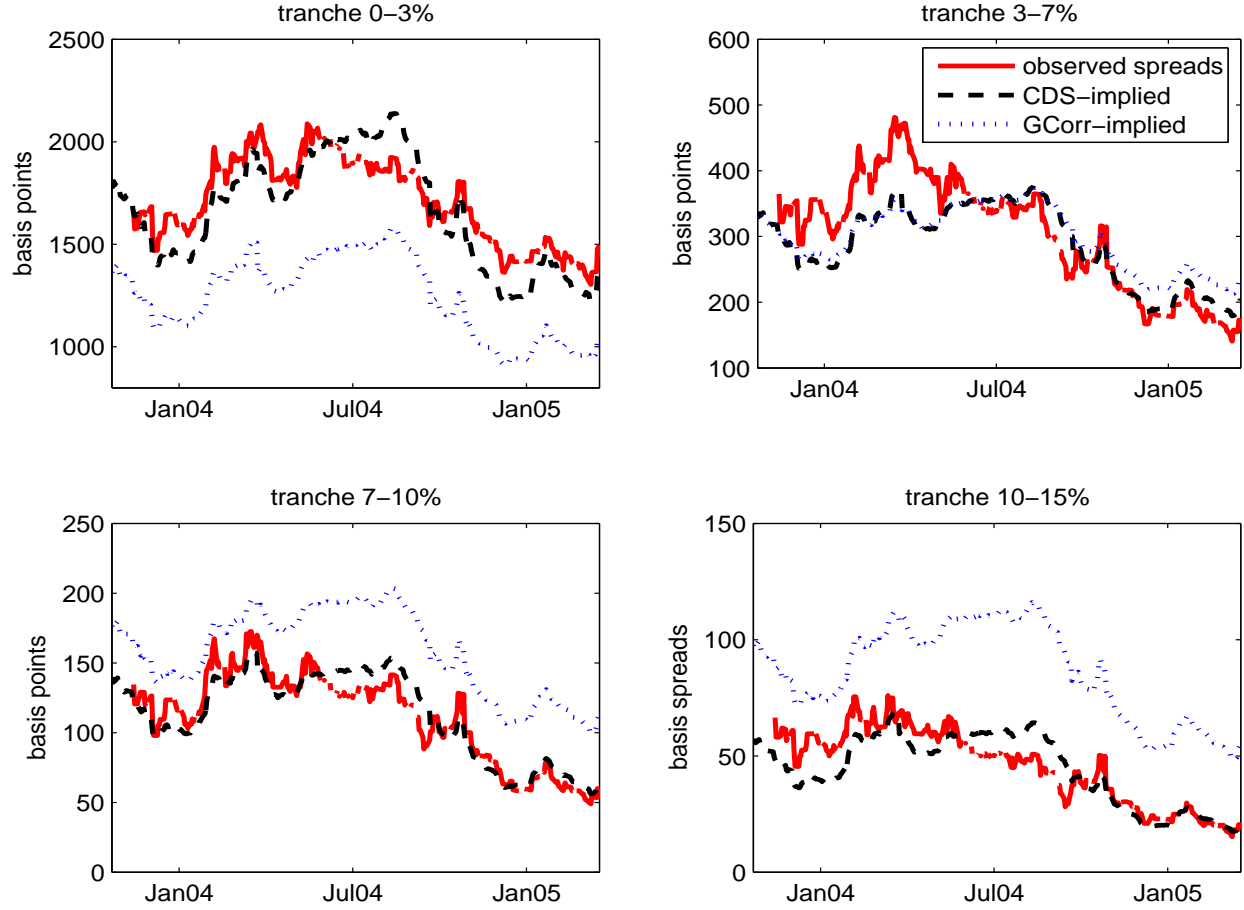 tranche 0−3%
2500
2000
1500
1000
basis points
Jan04 Jul04 Jan05
tranche 3−7%
600
500
400
300
200
100
basis points
observed spreads
CDS−implied
GCorr−implied
Jan04 Jul04 Jan05
tranche 7−10%
250
200
150
100
50
0
basis points
Jan04 Jul04 Jan05
tranche 10−15%
150
100
50
0
basis spreads
Jan04 Jul04 Jan05